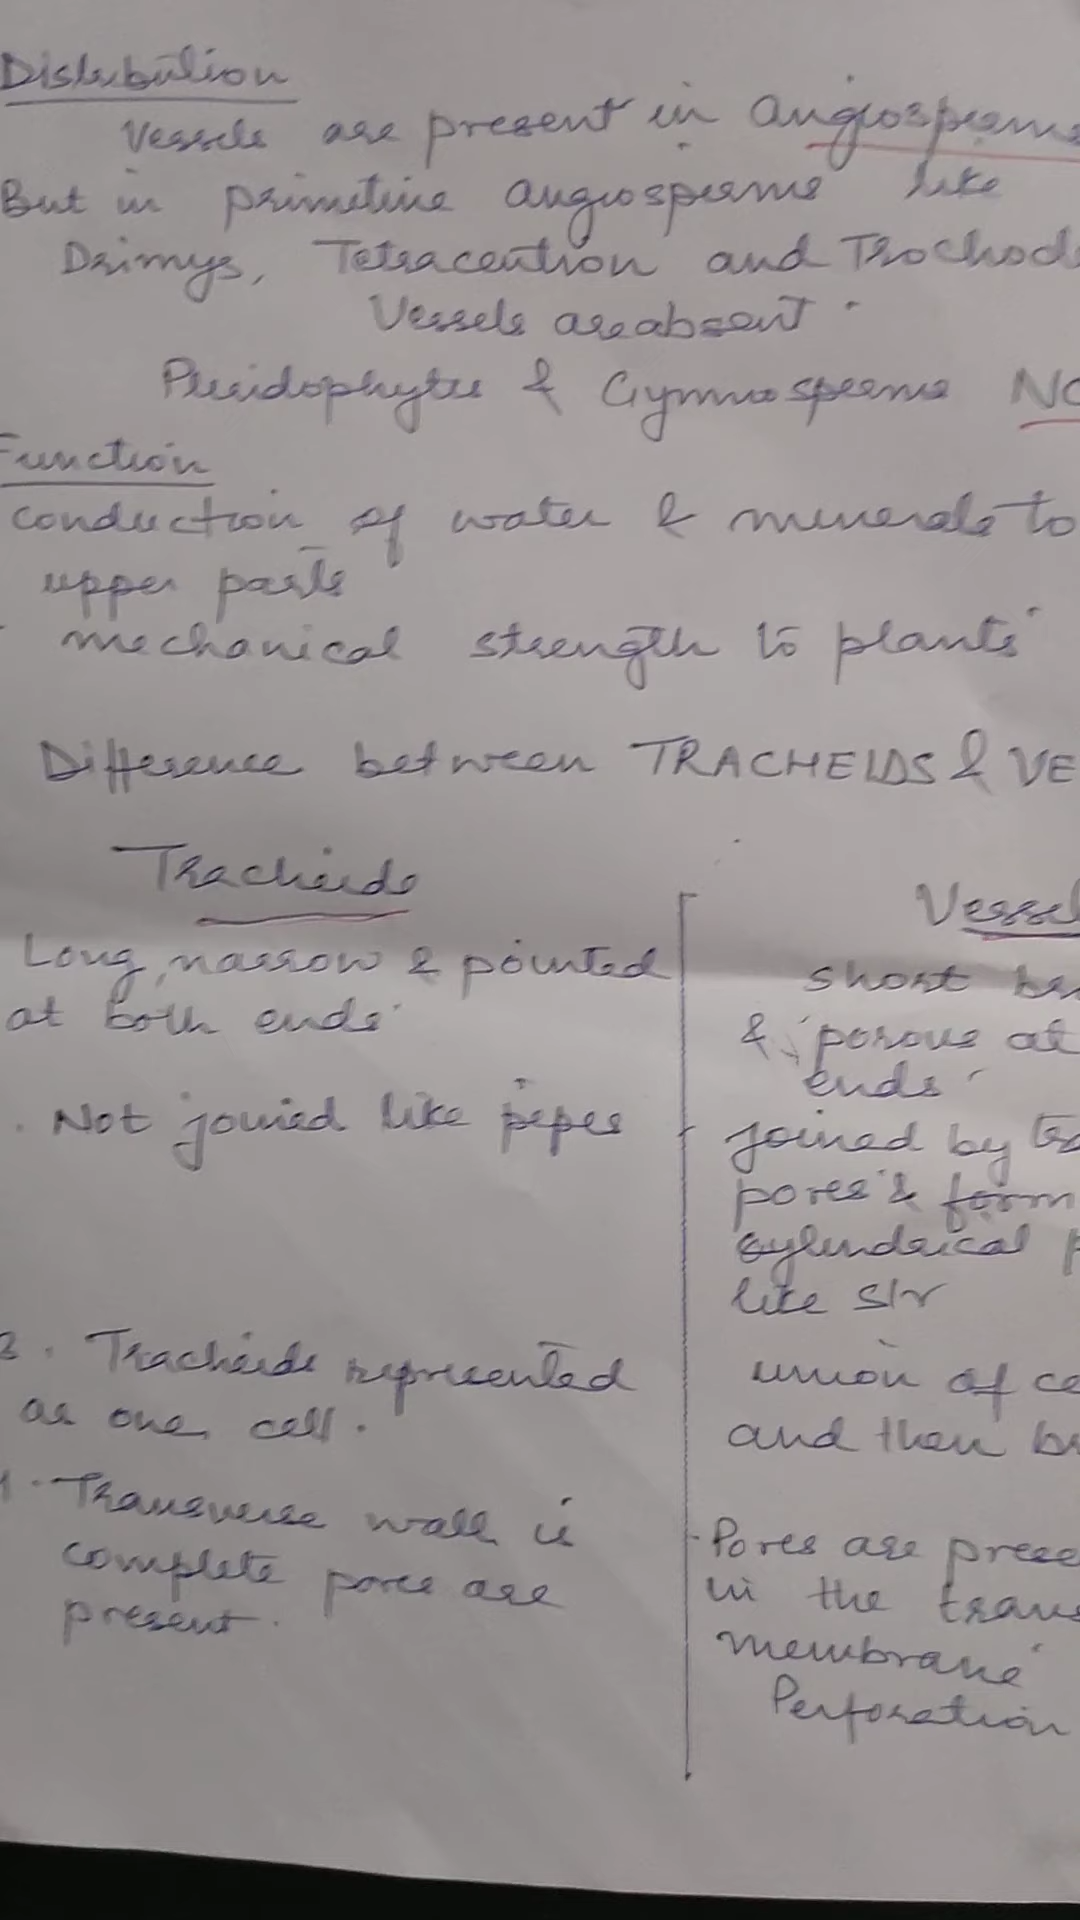 Distribution
Vessels are present in Angiosperms
But in primitive angiosperms like
Drimys, Tetracention and Trochod
Vessels are absent.
Pteridophytes & Gymnosperms NO
Function
conduction of water & minerals to
upper parts
mechanical strength to plants
Difference between TRACHEIDS & VE
Tracheids
Vessel
Long, narrow & pointed
at both ends
short
& porous at
ends
. Not joined like pipes
joined by
pores & form
cylindrical
like S/r
3. Tracheids represented
as one cell.
union of ce
and then
Transverse wall is
complete pores are
present.
Pores are prese
in the trans
membrane
Perforation